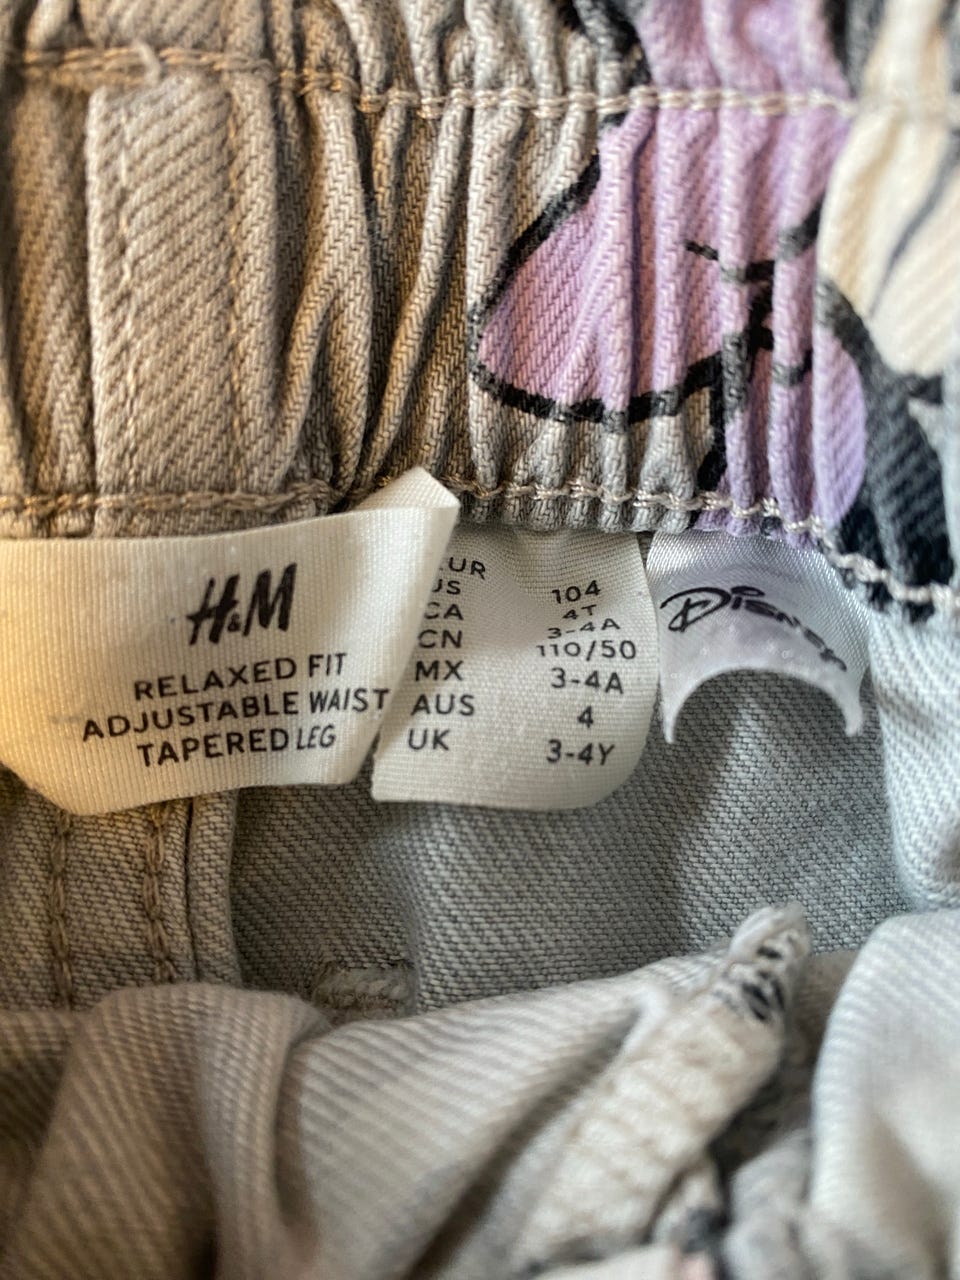 H&M
RELAXED FIT
ADJUSTABLE WAIST
TAPERED LEG
EUR 104
US 4T
CA 3-4A
CN 110/50
MX 3-4A
AUS 4
UK 3-4Y
Disney